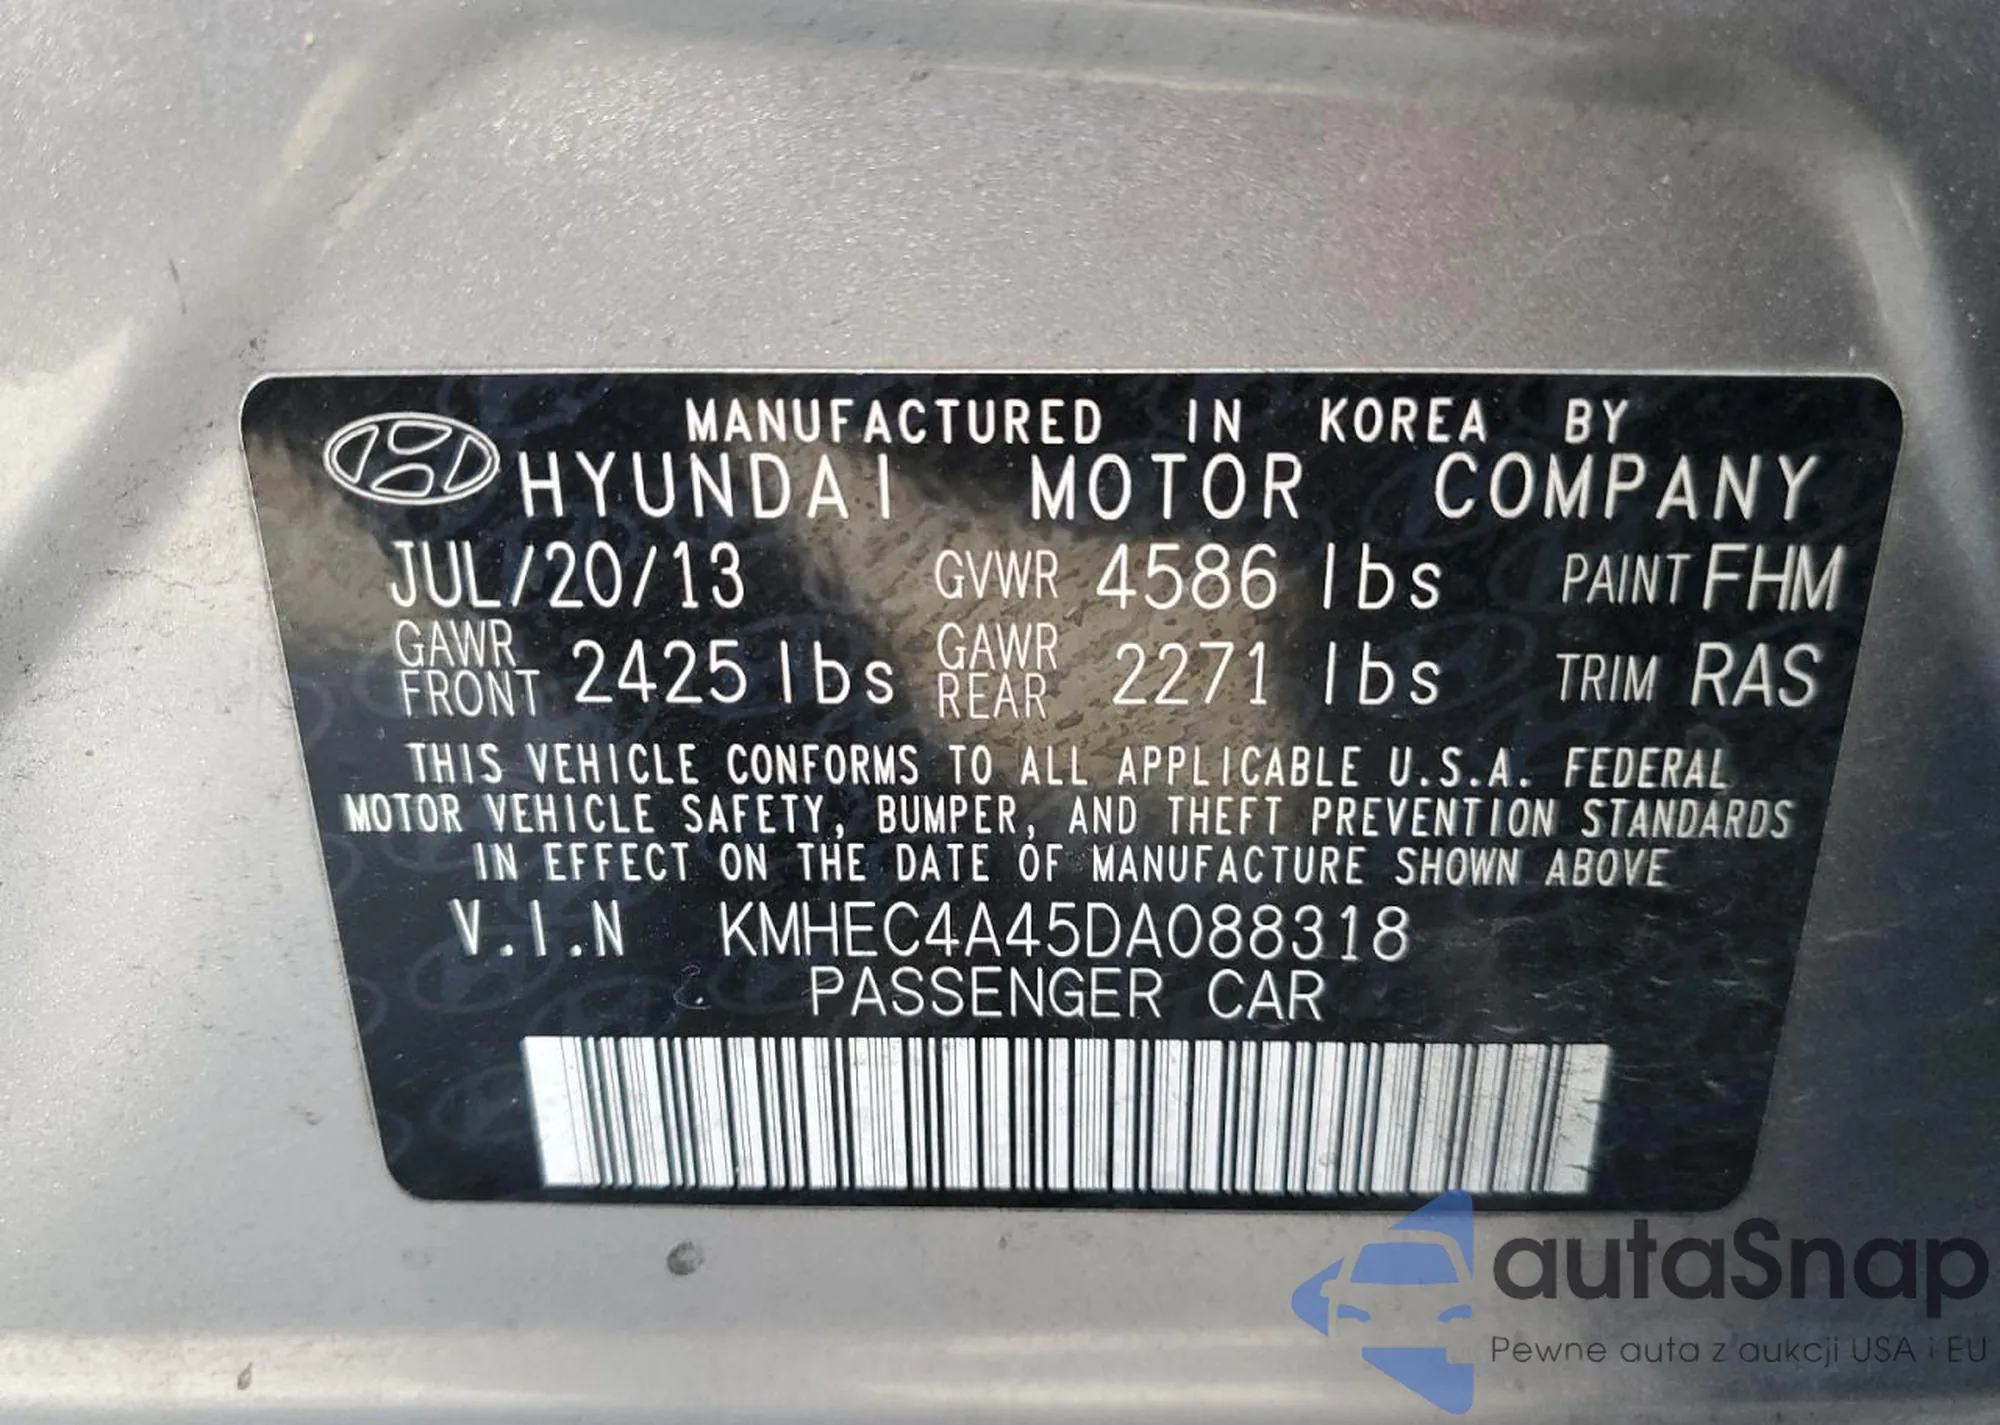 MANUFACTURED IN KOREA BY
HYUNDAI MOTOR COMPANY
JUL/20/13 GVWR 4586 lbs PAINT FHM
GAWR FRONT 2425 lbs GAWR REAR 2271 lbs TRIM RAS
THIS VEHICLE CONFORMS TO ALL APPLICABLE U.S.A. FEDERAL
MOTOR VEHICLE SAFETY, BUMPER, AND THEFT PREVENTION STANDARDS
IN EFFECT ON THE DATE OF MANUFACTURE SHOWN ABOVE
V.I.N KMHEC4A45DA088318
PASSENGER CAR
autaSnap
Pewne auta z aukcji USA i EU